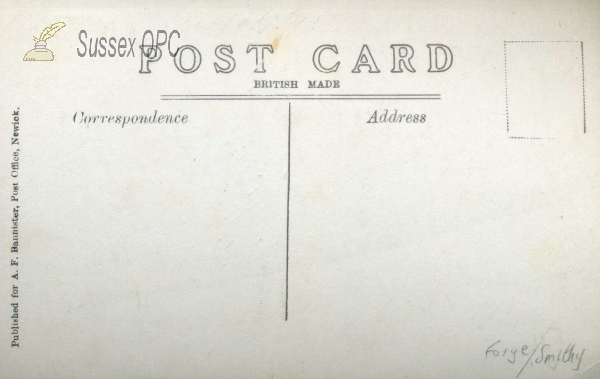 Sussex OPC
POST CARD
BRITISH MADE
Correspondence
Address
Published for A. F. Bannister, Post Office, Newick.
Forge/Smithy